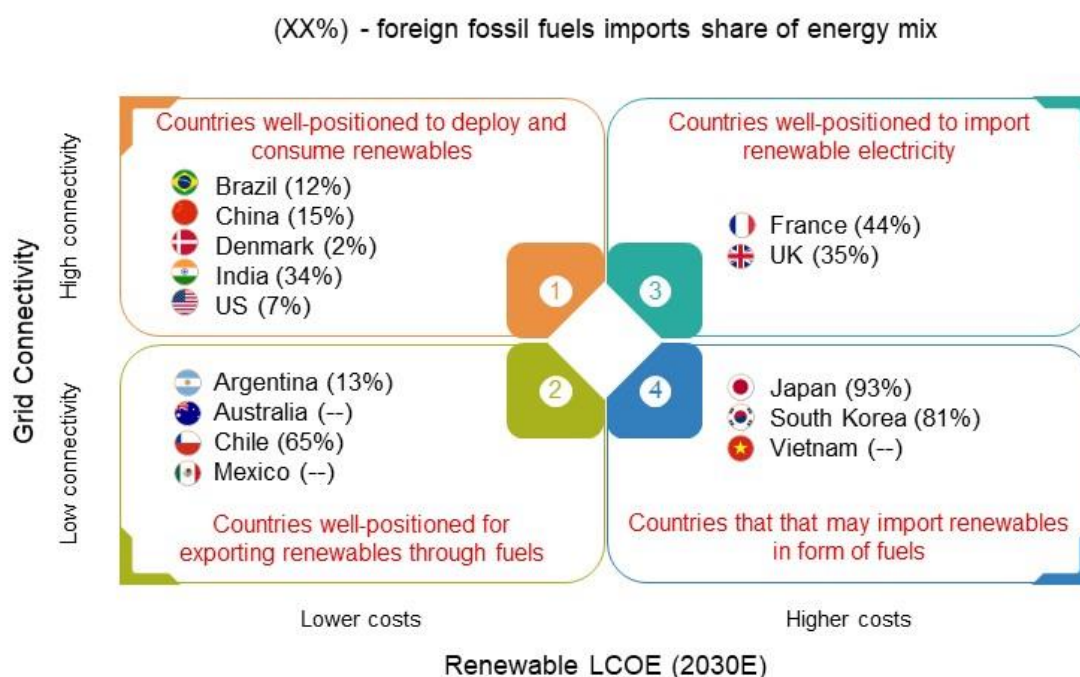 (XX%) - foreign fossil fuels imports share of energy mix
Grid Connectivity
High connectivity
Low connectivity
Countries well-positioned to deploy and
consume renewables
Brazil (12%)
China (15%)
Denmark (2%)
India (34%)
US (7%)
1
Countries well-positioned to import
renewable electricity
France (44%)
UK (35%)
3
Argentina (13%)
Australia (--)
Chile (65%)
Mexico (--)
2
Countries well-positioned for
exporting renewables through fuels
Japan (93%)
South Korea (81%)
Vietnam (--)
4
Countries that that may import renewables
in form of fuels
Lower costs
Higher costs
Renewable LCOE (2030E)